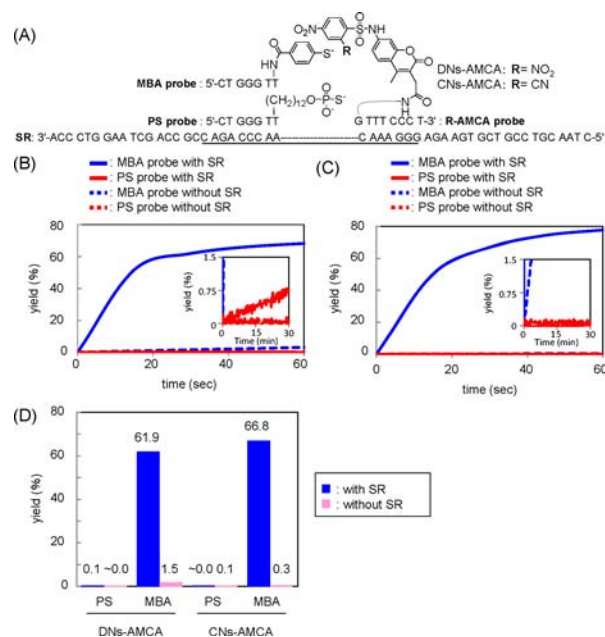 (A)
O₂N
O
S-NH
O
R
O
S⁻
NH
O
O
MBA probe : 5'-CT GGG TT
DNs-AMCA: R= NO₂
CNs-AMCA: R= CN
(CH₂)₁₂O-P-S⁻
O
O⁻
O
NH
PS probe : 5'-CT GGG TT
G TTT CCC T-3' : R-AMCA probe
SR: 3'-ACC CTG GAA TCG ACC GCC AGA CCC AA--------------------C AAA GGG AGA AGT GCT GCC TGC AAT C-5'
(B)
: MBA probe with SR
: PS probe with SR
: MBA probe without SR
: PS probe without SR
80
60
40
20
0
yield (%)
0
20
40
60
time (sec)
1.5
0.75
0
yield (%)
0
15
30
Time (min)
(C)
: MBA probe with SR
: PS probe with SR
: MBA probe without SR
: PS probe without SR
80
60
40
20
0
yield (%)
0
20
40
60
time (sec)
1.5
0.75
0
yield (%)
0
15
30
Time (min)
(D)
80
60
40
20
0
yield (%)
0.1 ~0.0
61.9
1.5
~0.0 0.1
66.8
0.3
PS MBA PS MBA
DNs-AMCA CNs-AMCA
: with SR
: without SR